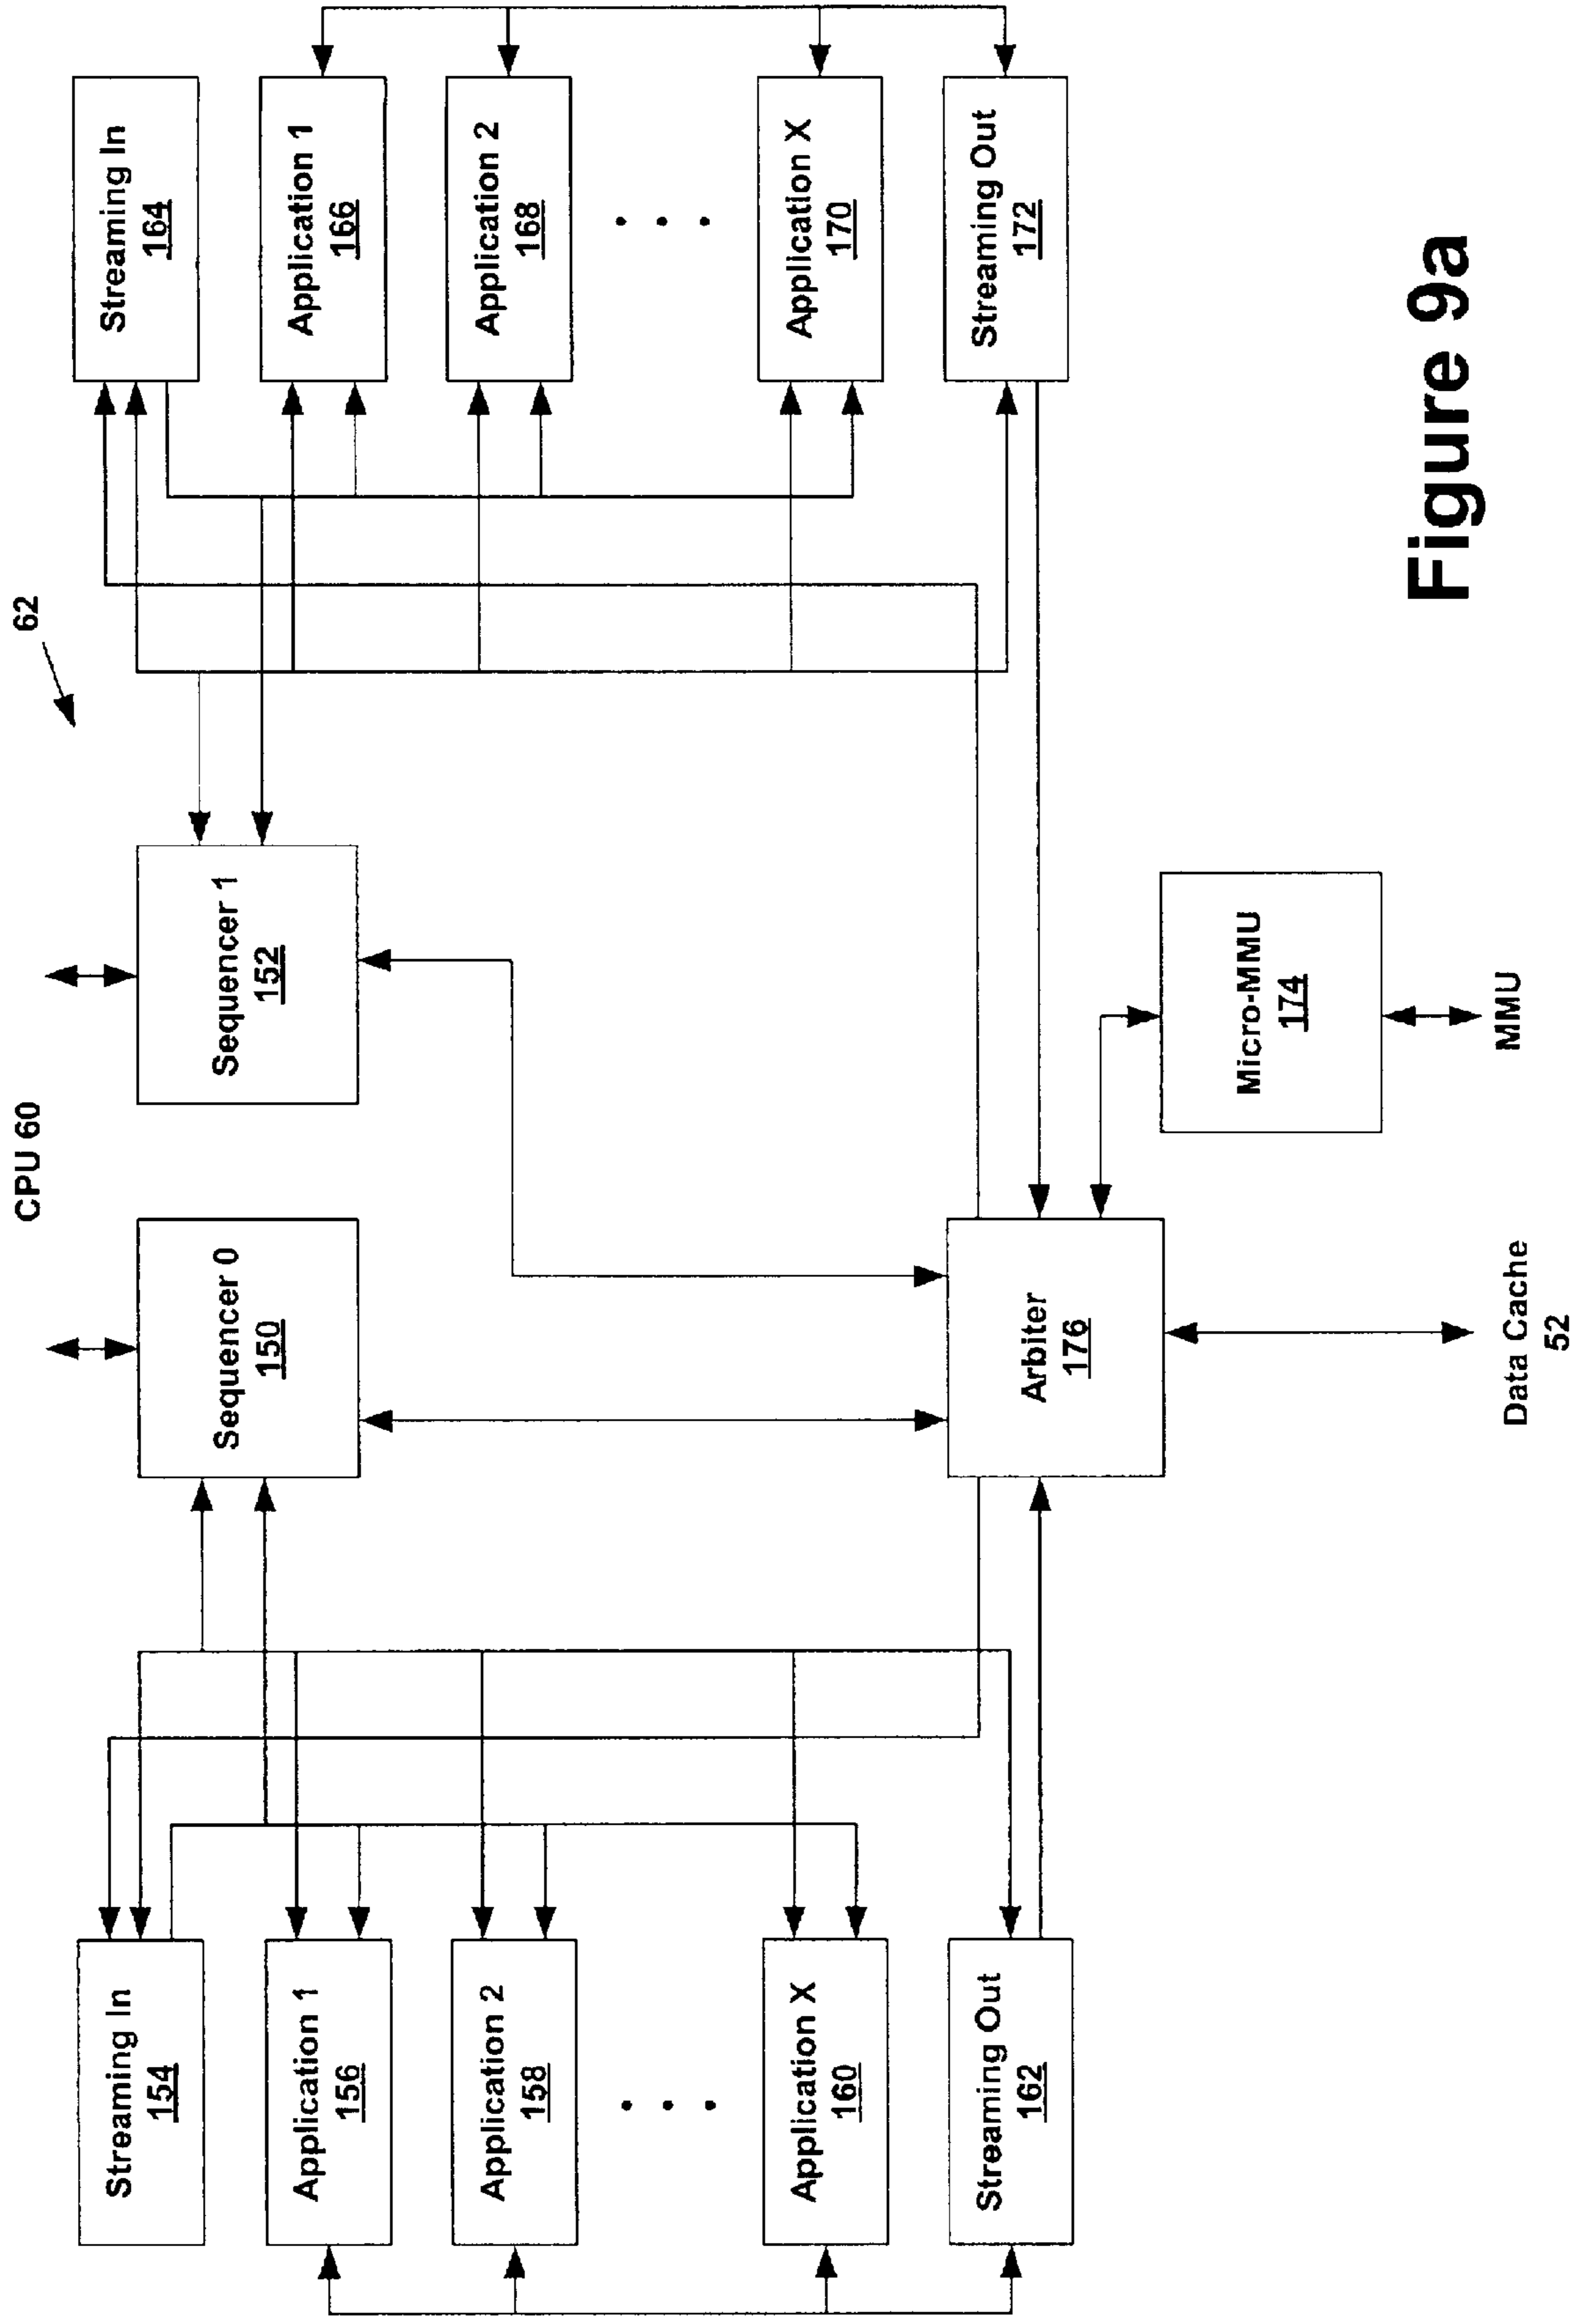 62
CPU 60
Streaming In
154
Sequencer 0
150
Sequencer 1
152
Streaming In
164
Application 1
156
Application 1
166
Application 2
158
Application 2
168
Application X
160
Application X
170
Streaming Out
162
Arbiter
176
Streaming Out
172
Micro-MMU
174
Data Cache
52
MMU
Figure 9a